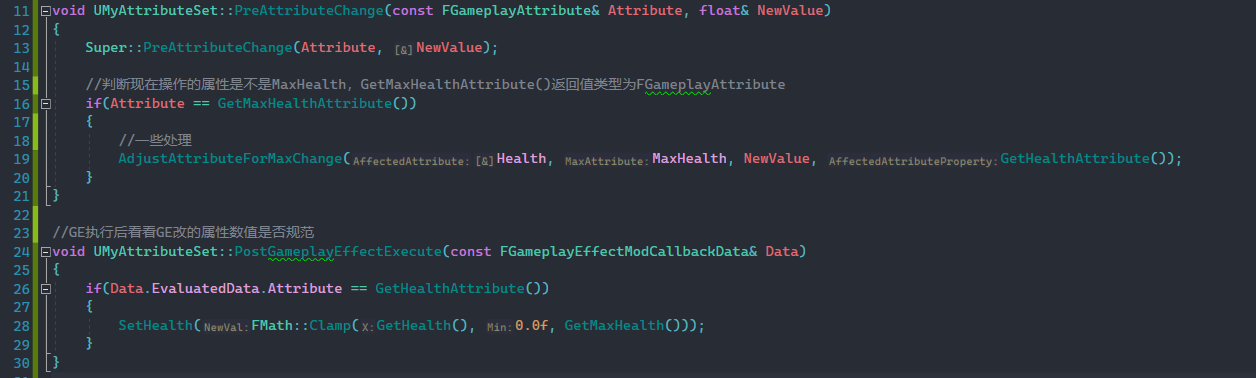 11 void UMyAttributeSet::PreAttributeChange(const FGameplayAttribute& Attribute, float& NewValue)
12 {
13 Super::PreAttributeChange(Attribute, [&]NewValue);
14
15 //判断现在操作的属性是不是MaxHealth, GetMaxHealthAttribute()返回值类型为FGameplayAttribute
16 if(Attribute == GetMaxHealthAttribute())
17 {
18 //一些处理
19 AdjustAttributeForMaxChange(AffectedAttribute:[&]Health, MaxAttribute:MaxHealth, NewValue, AffectedAttributeProperty:GetHealthAttribute());
20 }
21 }
22
23 //GE执行后看看GE改的属性数值是否规范
24 void UMyAttributeSet::PostGameplayEffectExecute(const FGameplayEffectModCallbackData& Data)
25 {
26 if(Data.EvaluatedData.Attribute == GetHealthAttribute())
27 {
28 SetHealth(NewVal:FMath::Clamp(X:GetHealth(), Min:0.0f, GetMaxHealth()));
29 }
30 }